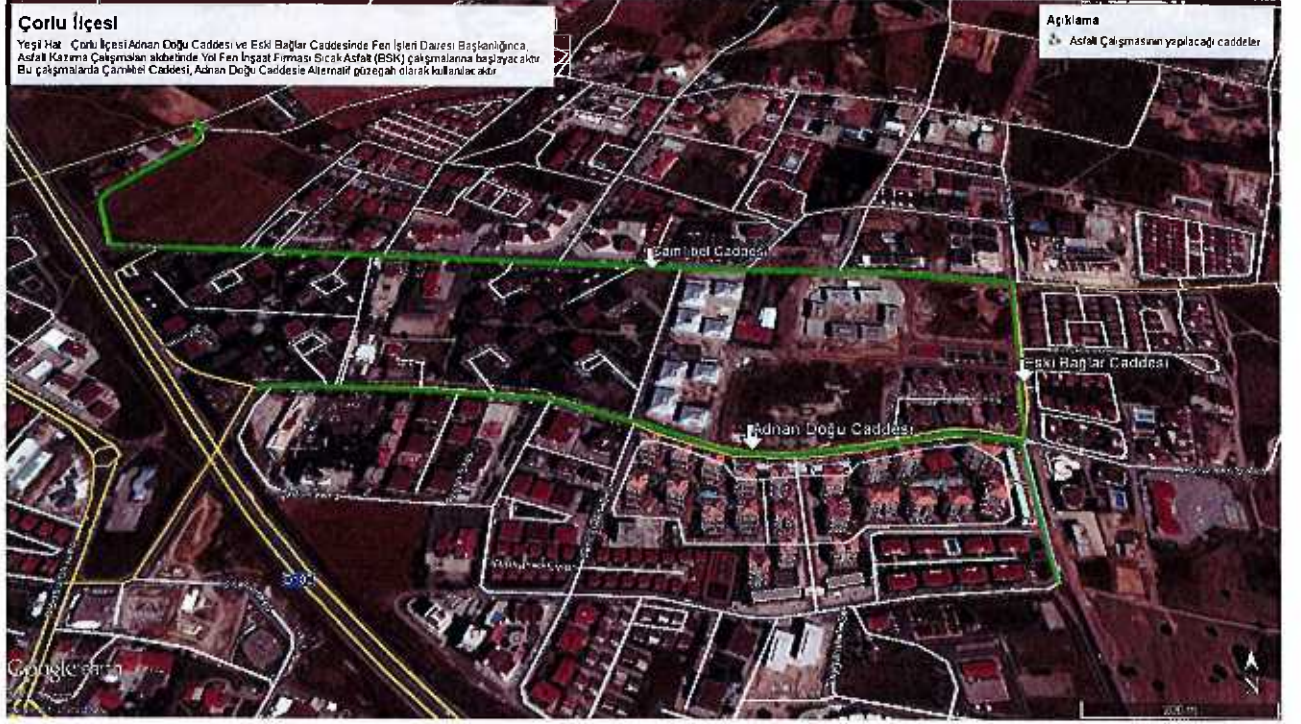 Çorlu İlçesi
Yeşil Hat Çorlu İlçesi Adnan Doğu Caddesi ve Eski Bağlar Caddesinde Fen İşleri Dairesi Başkanlığınca,
Asfalt Kazıma Çalışmaları akbetinde Yol Fen İnşaat Firması Sıcak Asfalt (BSK) çalışmalarına başlayacaktır
Bu çalışmalarda Çamlıbel Caddesi, Adnan Doğu Caddesie Alternatif güzegah olarak kullanılacaktır
Açıklama
Asfalt Çalışmasının yapılacağı caddeler
Çamlıbel Caddesi
Eski Bağlar Caddesi
Adnan Doğu Caddesi
Google earth